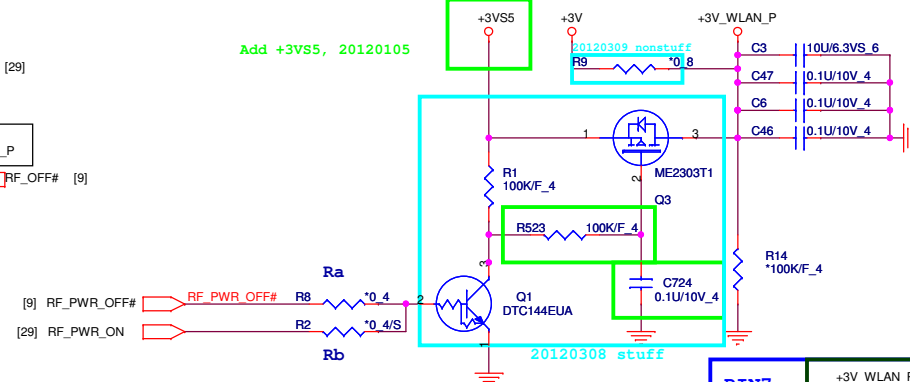 +3VS5
+3V
+3V_WLAN_P
Add +3VS5, 20120105
20120309 nonstuff
[29]
R9
*0_8
C3
10U/6.3VS_6
C47
0.1U/10V_4
C6
0.1U/10V_4
C46
0.1U/10V_4
_P
1
3
RF_OFF#
[9]
R1
100K/F_4
2
ME2303T1
Q3
R523
100K/F_4
R14
*100K/F_4
3
C724
0.1U/10V_4
Ra
[9]
RF_PWR_OFF#
RF_PWR_OFF#
R8
*0_4
2
Q1
DTC144EUA
[29]
RF_PWR_ON
R2
*0_4/S
Rb
1
20120308 stuff
+3V_WLAN_P